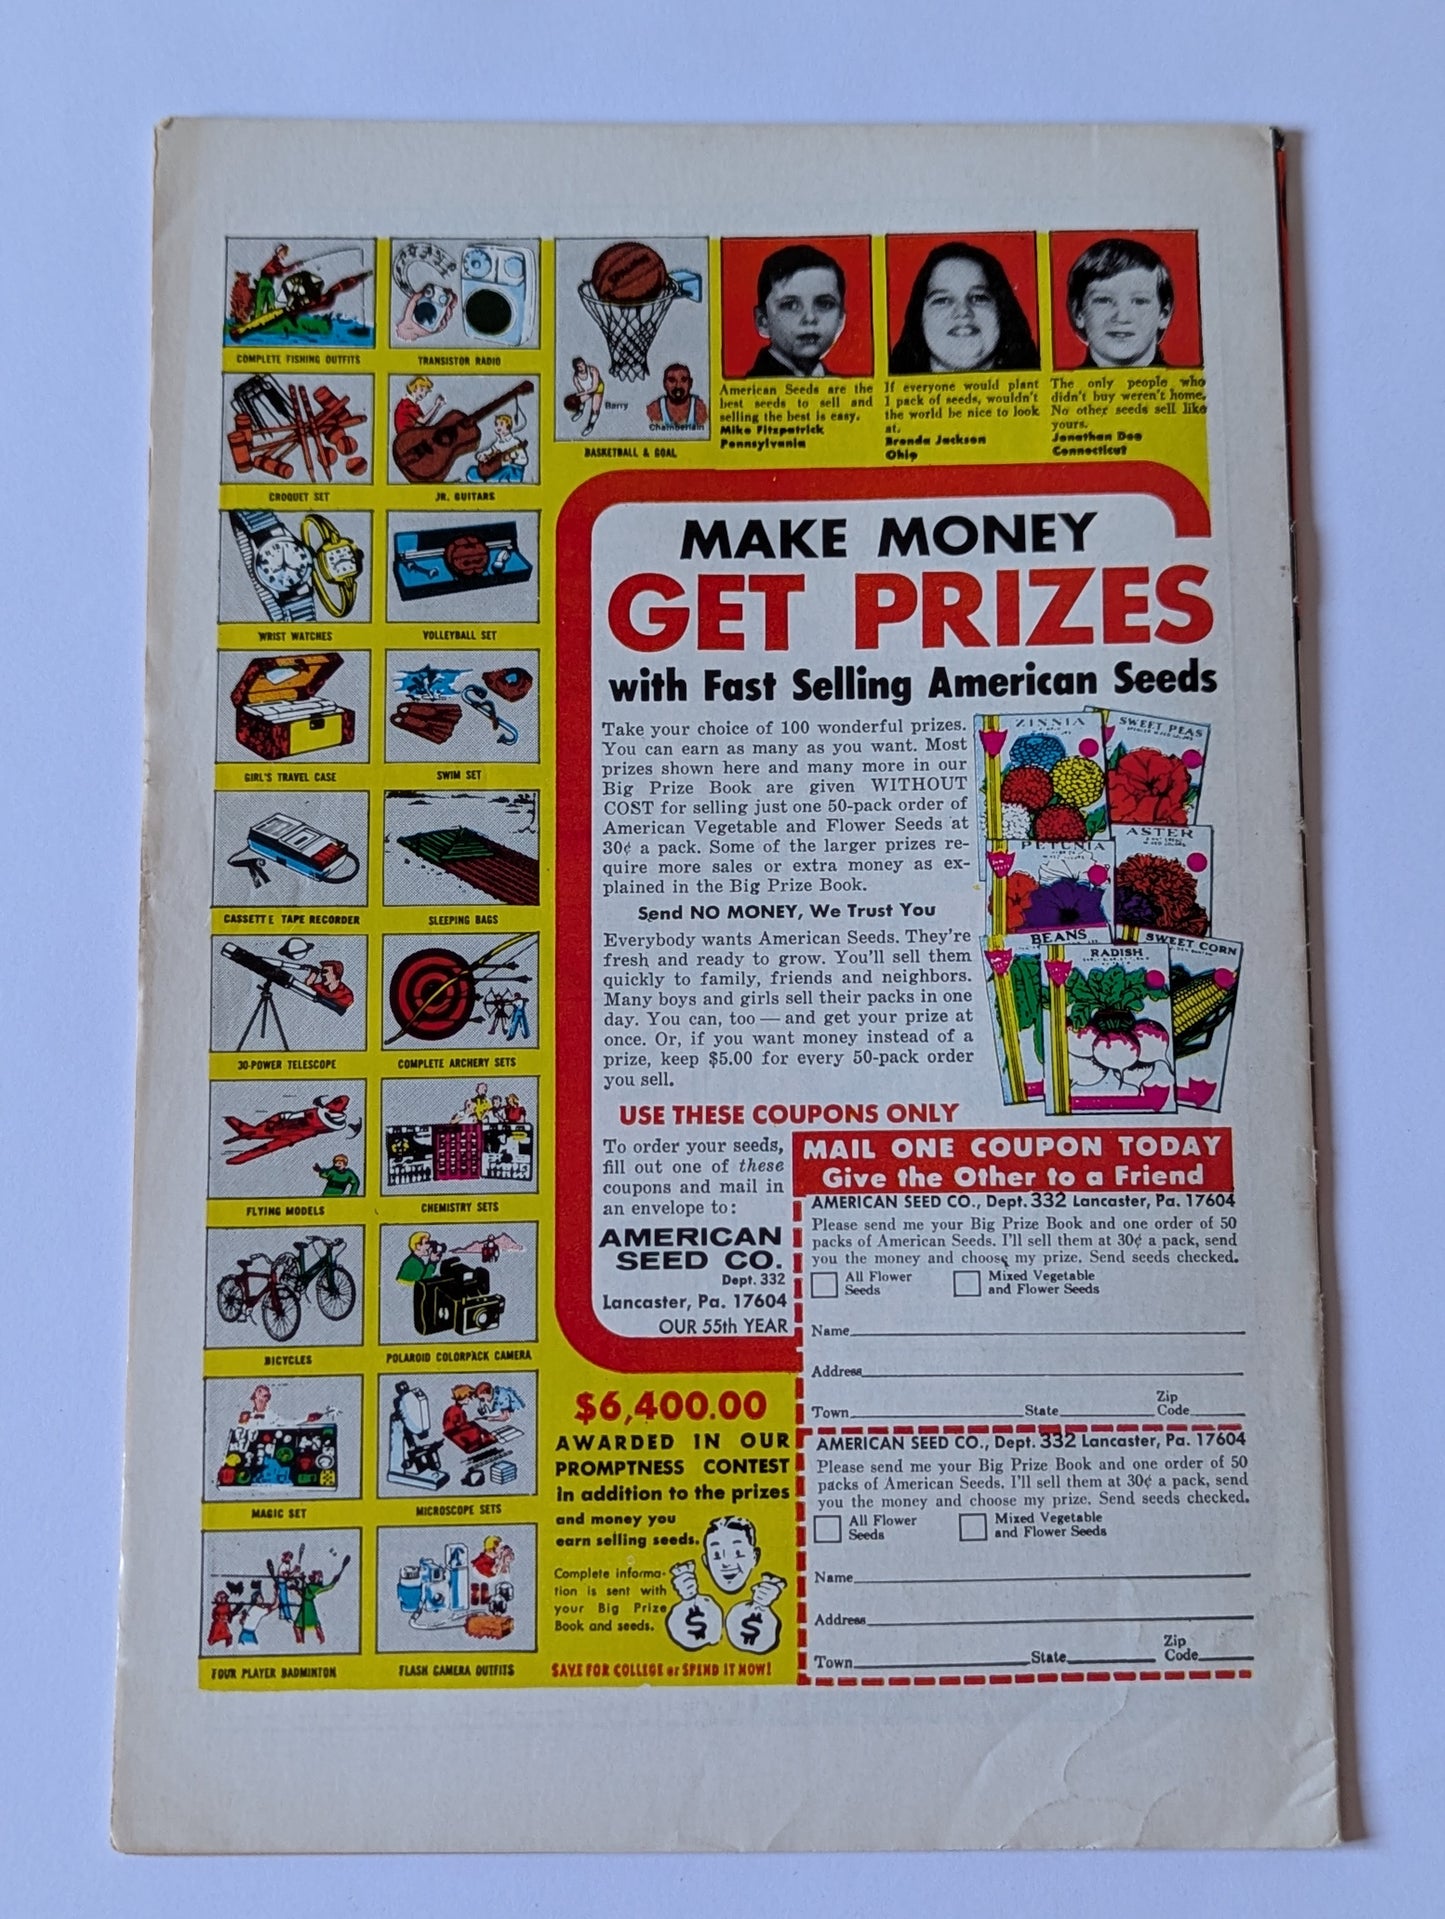 COMPLETE FISHING OUTFITS
TRANSISTOR RADIO
CROQUET SET
JR. GUITARS
WRIST WATCHES
VOLLEYBALL SET
GIRL'S TRAVEL CASE
SWIM SET
CASSETTE TAPE RECORDER
SLEEPING BAGS
30-POWER TELESCOPE
COMPLETE ARCHERY SETS
FLYING MODELS
CHEMISTRY SETS
BICYCLES
POLAROID COLORPACK CAMERA
MAGIC SET
MICROSCOPE SETS
FOUR PLAYER BADMINTON
FLASH CAMERA OUTFITS
Barry
Chamberlain
BASKETBALL & GOAL
American Seeds are the
best seeds to sell and
selling the best is easy.
Mike Fitzpatrick
Pennsylvania
If everyone would plant
1 pack of seeds, wouldn't
the world be nice to look
at.
Brenda Jackson
Ohio
The only people who
didn't buy weren't home.
No other seeds sell like
yours.
Jonathan Doe
Connecticut
MAKE MONEY
GET PRIZES
with Fast Selling American Seeds
Take your choice of 100 wonderful prizes.
You can earn as many as you want. Most
prizes shown here and many more in our
Big Prize Book are given WITHOUT
COST for selling just one 50-pack order of
American Vegetable and Flower Seeds at
30¢ a pack. Some of the larger prizes re-
quire more sales or extra money as ex-
plained in the Big Prize Book.
Send NO MONEY, We Trust You
Everybody wants American Seeds. They're
fresh and ready to grow. You'll sell them
quickly to family, friends and neighbors.
Many boys and girls sell their packs in one
day. You can, too — and get your prize at
once. Or, if you want money instead of a
prize, keep $5.00 for every 50-pack order
you sell.
ZINNIA
SWEET PEAS
PETUNIA
ASTER
BEANS
RADISH
SWEET CORN
USE THESE COUPONS ONLY
To order your seeds,
fill out one of these
coupons and mail in
an envelope to:
AMERICAN
SEED CO.
Dept. 332
Lancaster, Pa. 17604
OUR 55th YEAR
MAIL ONE COUPON TODAY
Give the Other to a Friend
AMERICAN SEED CO., Dept. 332 Lancaster, Pa. 17604
Please send me your Big Prize Book and one order of 50
packs of American Seeds. I'll sell them at 30¢ a pack, send
you the money and choose my prize. Send seeds checked.
All Flower
Seeds
Mixed Vegetable
and Flower Seeds
Name
Address
Town State Zip Code
AMERICAN SEED CO., Dept. 332 Lancaster, Pa. 17604
Please send me your Big Prize Book and one order of 50
packs of American Seeds. I'll sell them at 30¢ a pack, send
you the money and choose my prize. Send seeds checked.
All Flower
Seeds
Mixed Vegetable
and Flower Seeds
Name
Address
Town State Zip Code
$6,400.00
AWARDED IN OUR
PROMPTNESS CONTEST
in addition to the prizes
and money you
earn selling seeds.
Complete informa-
tion is sent with
your Big Prize
Book and seeds.
$ $
SAVE FOR COLLEGE or SPEND IT NOW!